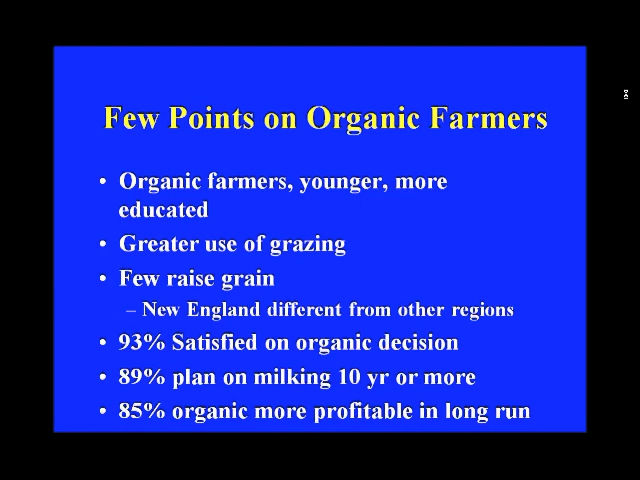 Few Points on Organic Farmers
• Organic farmers, younger, more
educated
• Greater use of grazing
• Few raise grain
– New England different from other regions
• 93% Satisfied on organic decision
• 89% plan on milking 10 yr or more
• 85% organic more profitable in long run